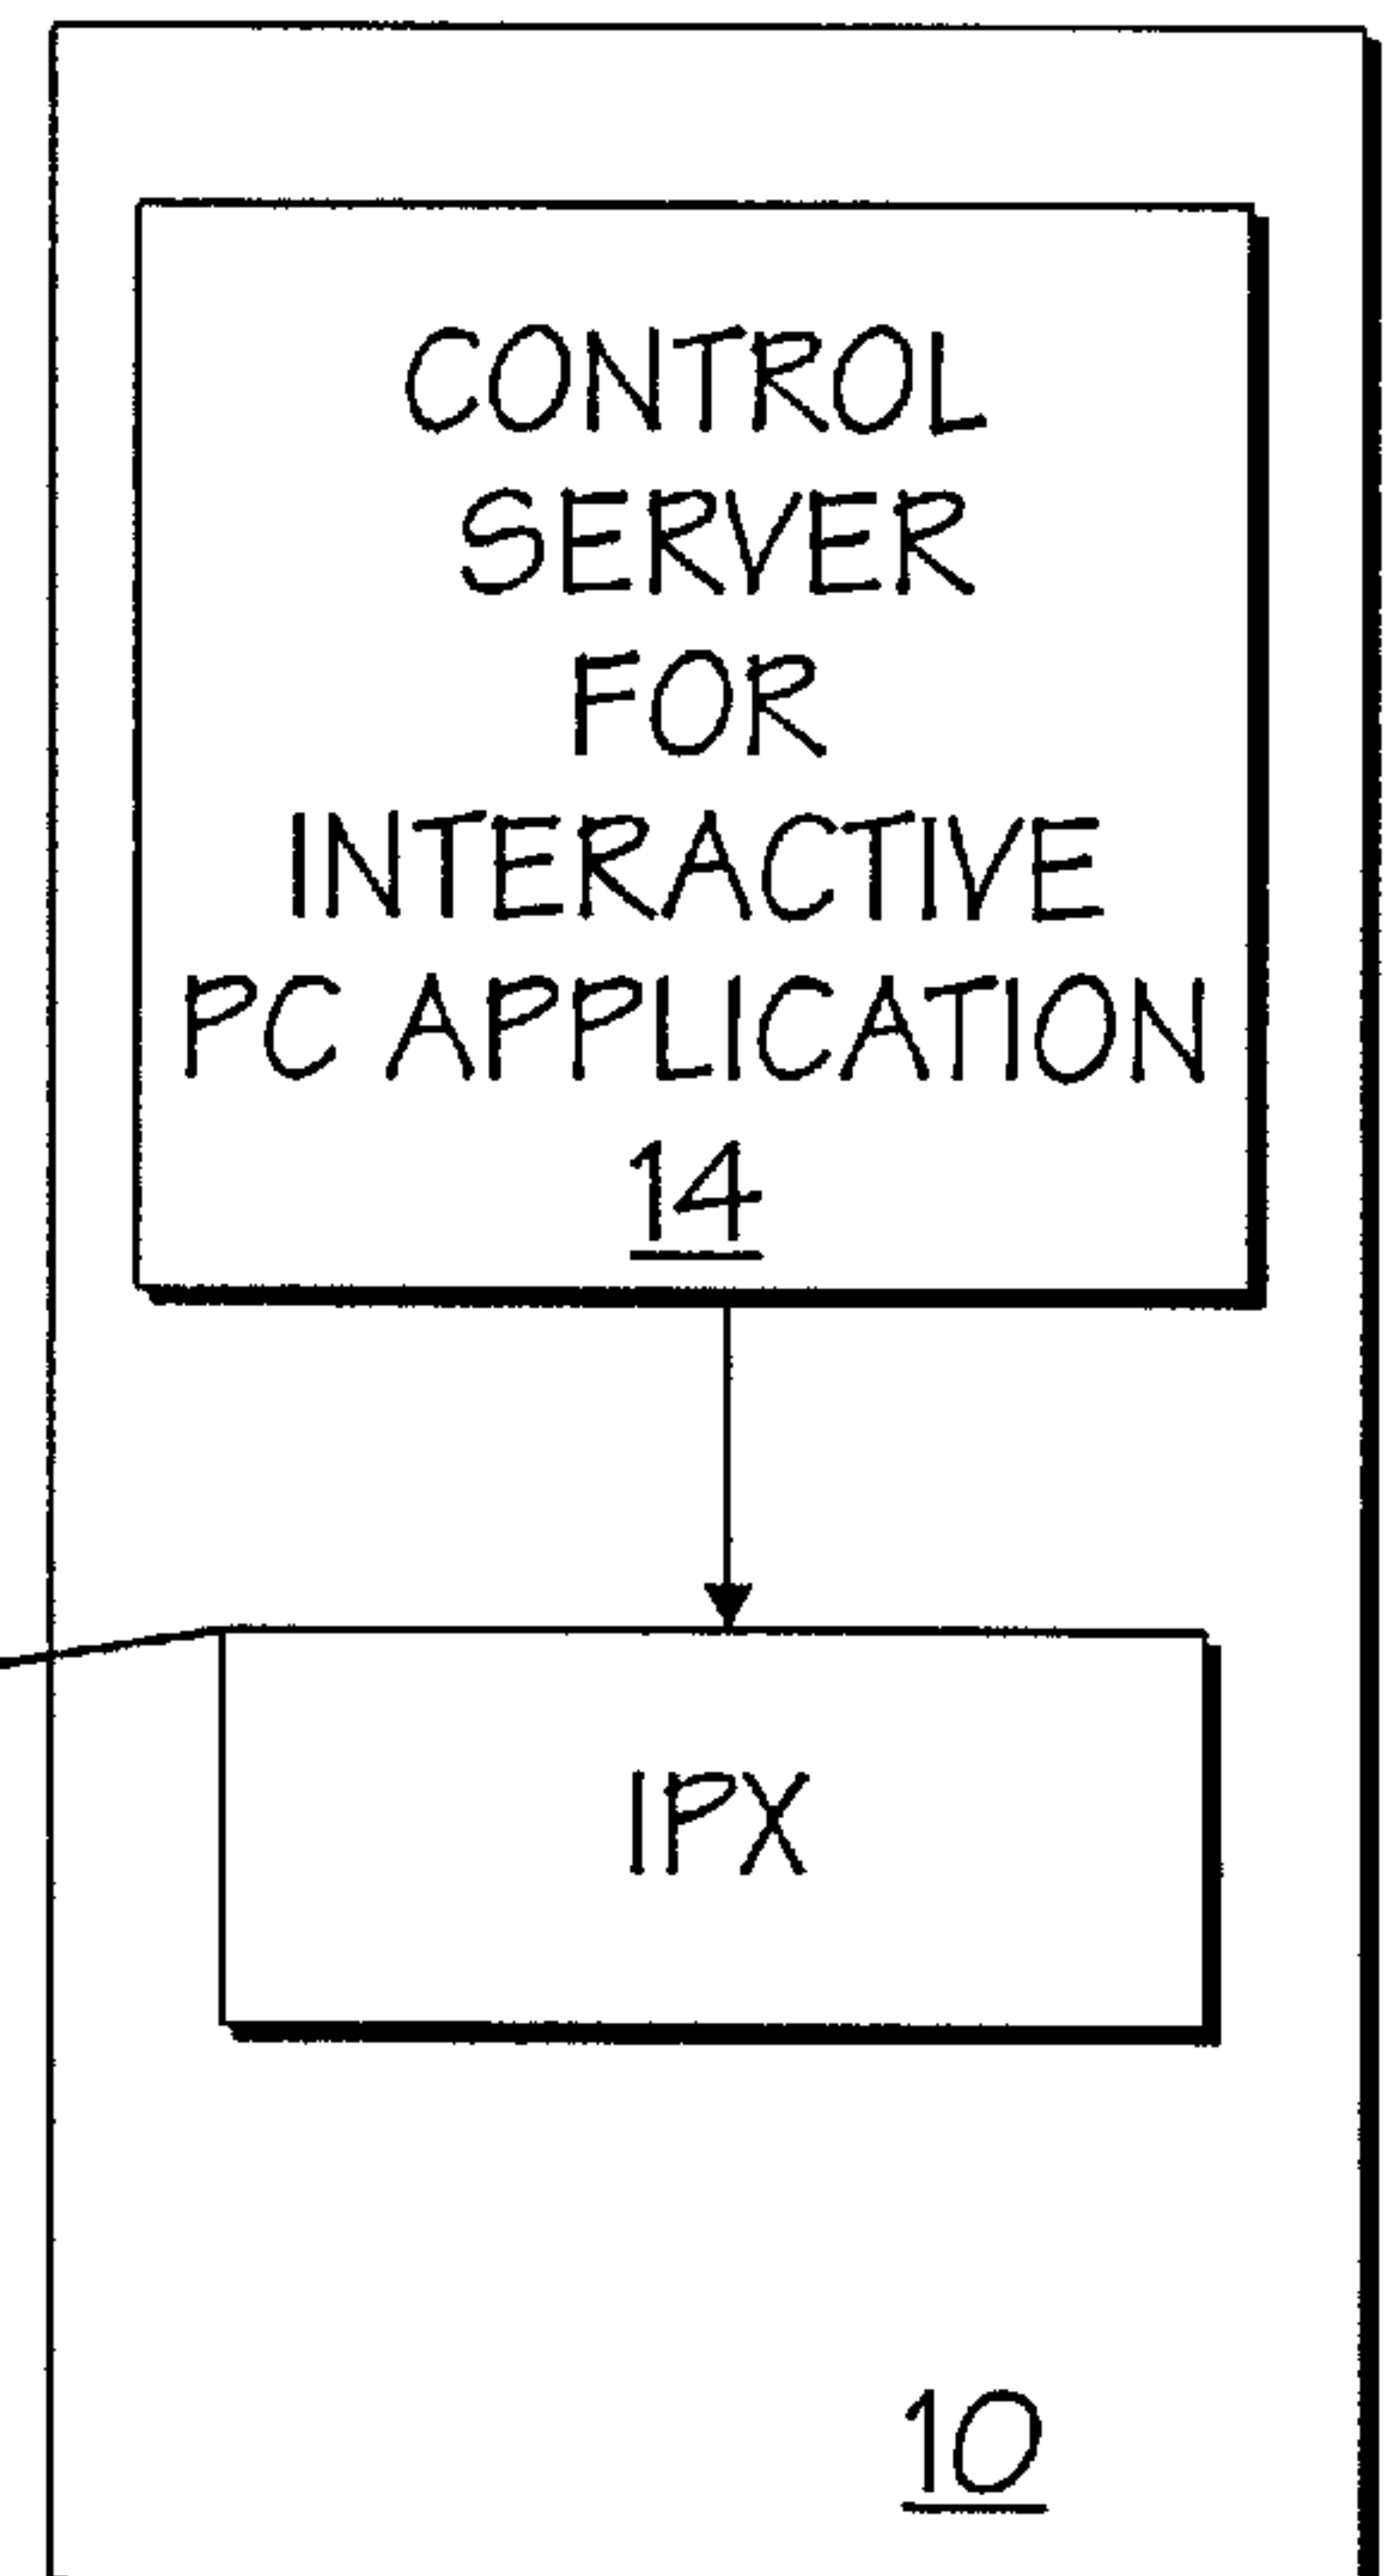 CONTROL
SERVER
FOR
INTERACTIVE
PC APPLICATION
14
IPX
10